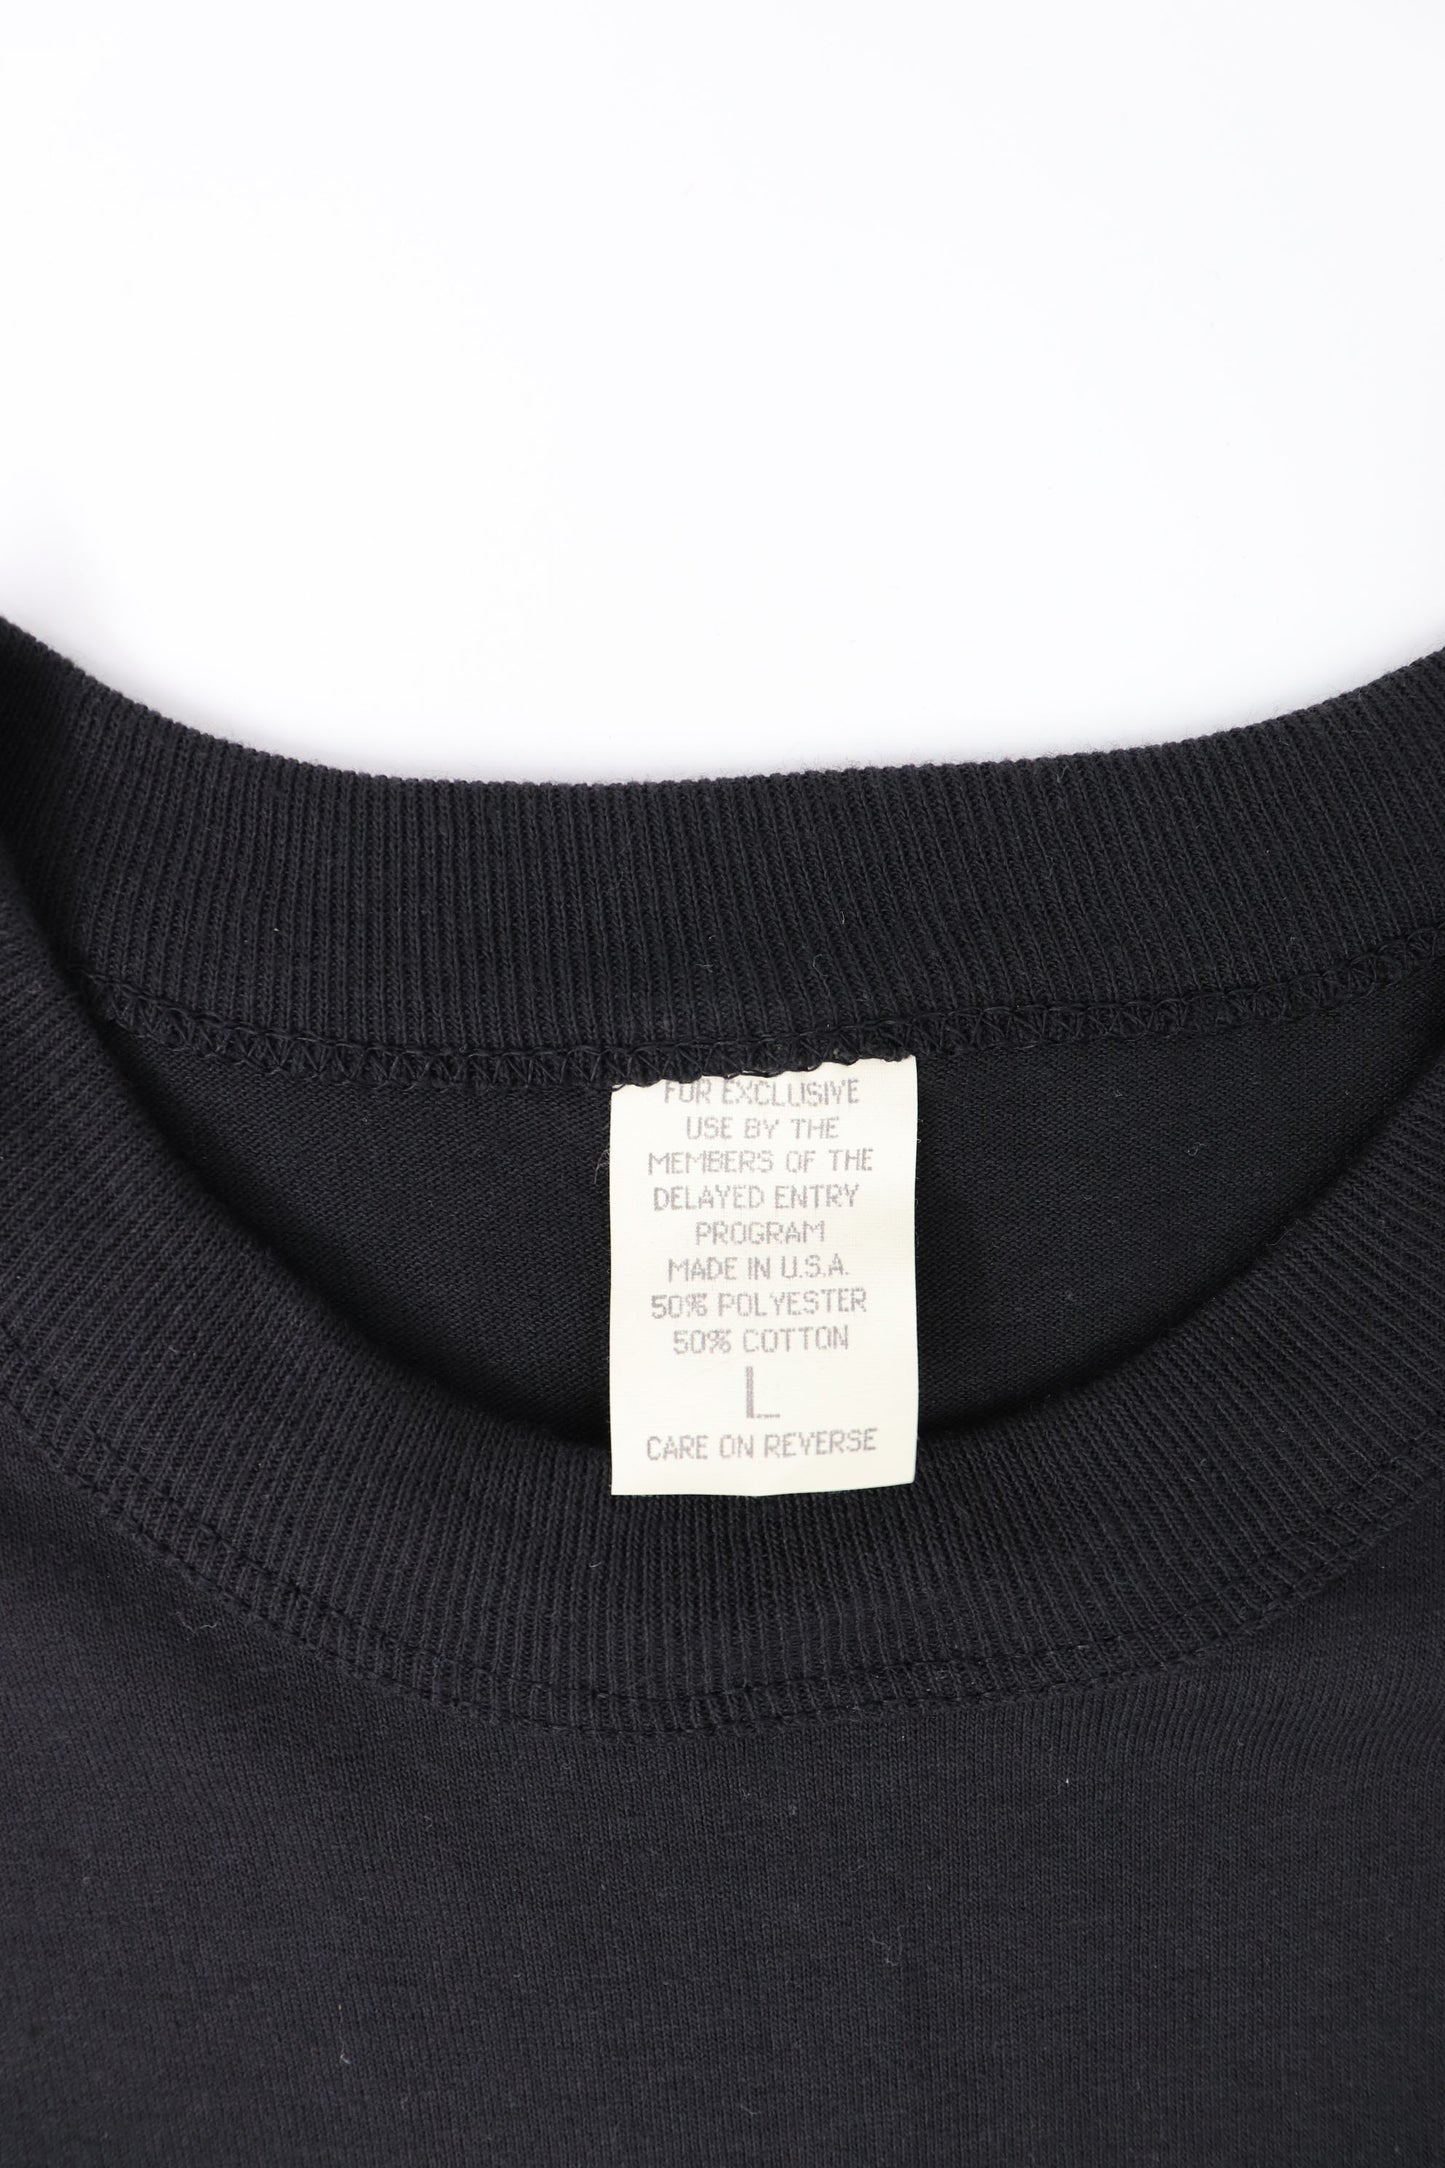 FOR EXCLUSIVE
USE BY THE
MEMBERS OF THE
DELAYED ENTRY
PROGRAM
MADE IN U.S.A.
50% POLYESTER
50% COTTON
L
CARE ON REVERSE